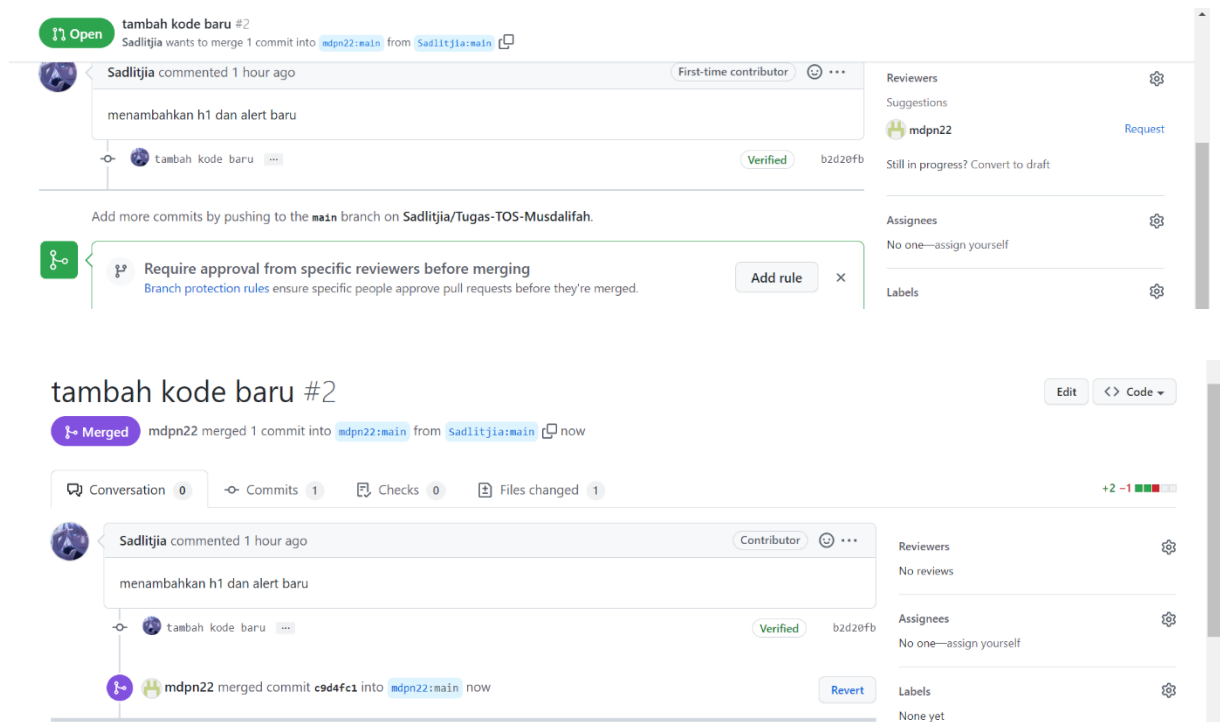 Open
tambah kode baru #2
Sadlitjia wants to merge 1 commit into mdpn22:main from Sadlitjia:main
Sadlitjia commented 1 hour ago
First-time contributor
menambahkan h1 dan alert baru
tambah kode baru ...
Verified
b2d20fb
Add more commits by pushing to the main branch on Sadlitjia/Tugas-TOS-Musdalifah.
Require approval from specific reviewers before merging
Branch protection rules ensure specific people approve pull requests before they're merged.
Add rule
Reviewers
Suggestions
mdpn22
Request
Still in progress? Convert to draft
Assignees
No one—assign yourself
Labels
tambah kode baru #2
Edit
<> Code
Merged
mdpn22 merged 1 commit into mdpn22:main from Sadlitjia:main now
Conversation 0
Commits 1
Checks 0
Files changed 1
+2 −1
Sadlitjia commented 1 hour ago
Contributor
menambahkan h1 dan alert baru
tambah kode baru ...
Verified
b2d20fb
mdpn22 merged commit c9d4fc1 into mdpn22:main now
Revert
Reviewers
No reviews
Assignees
No one—assign yourself
Labels
None yet